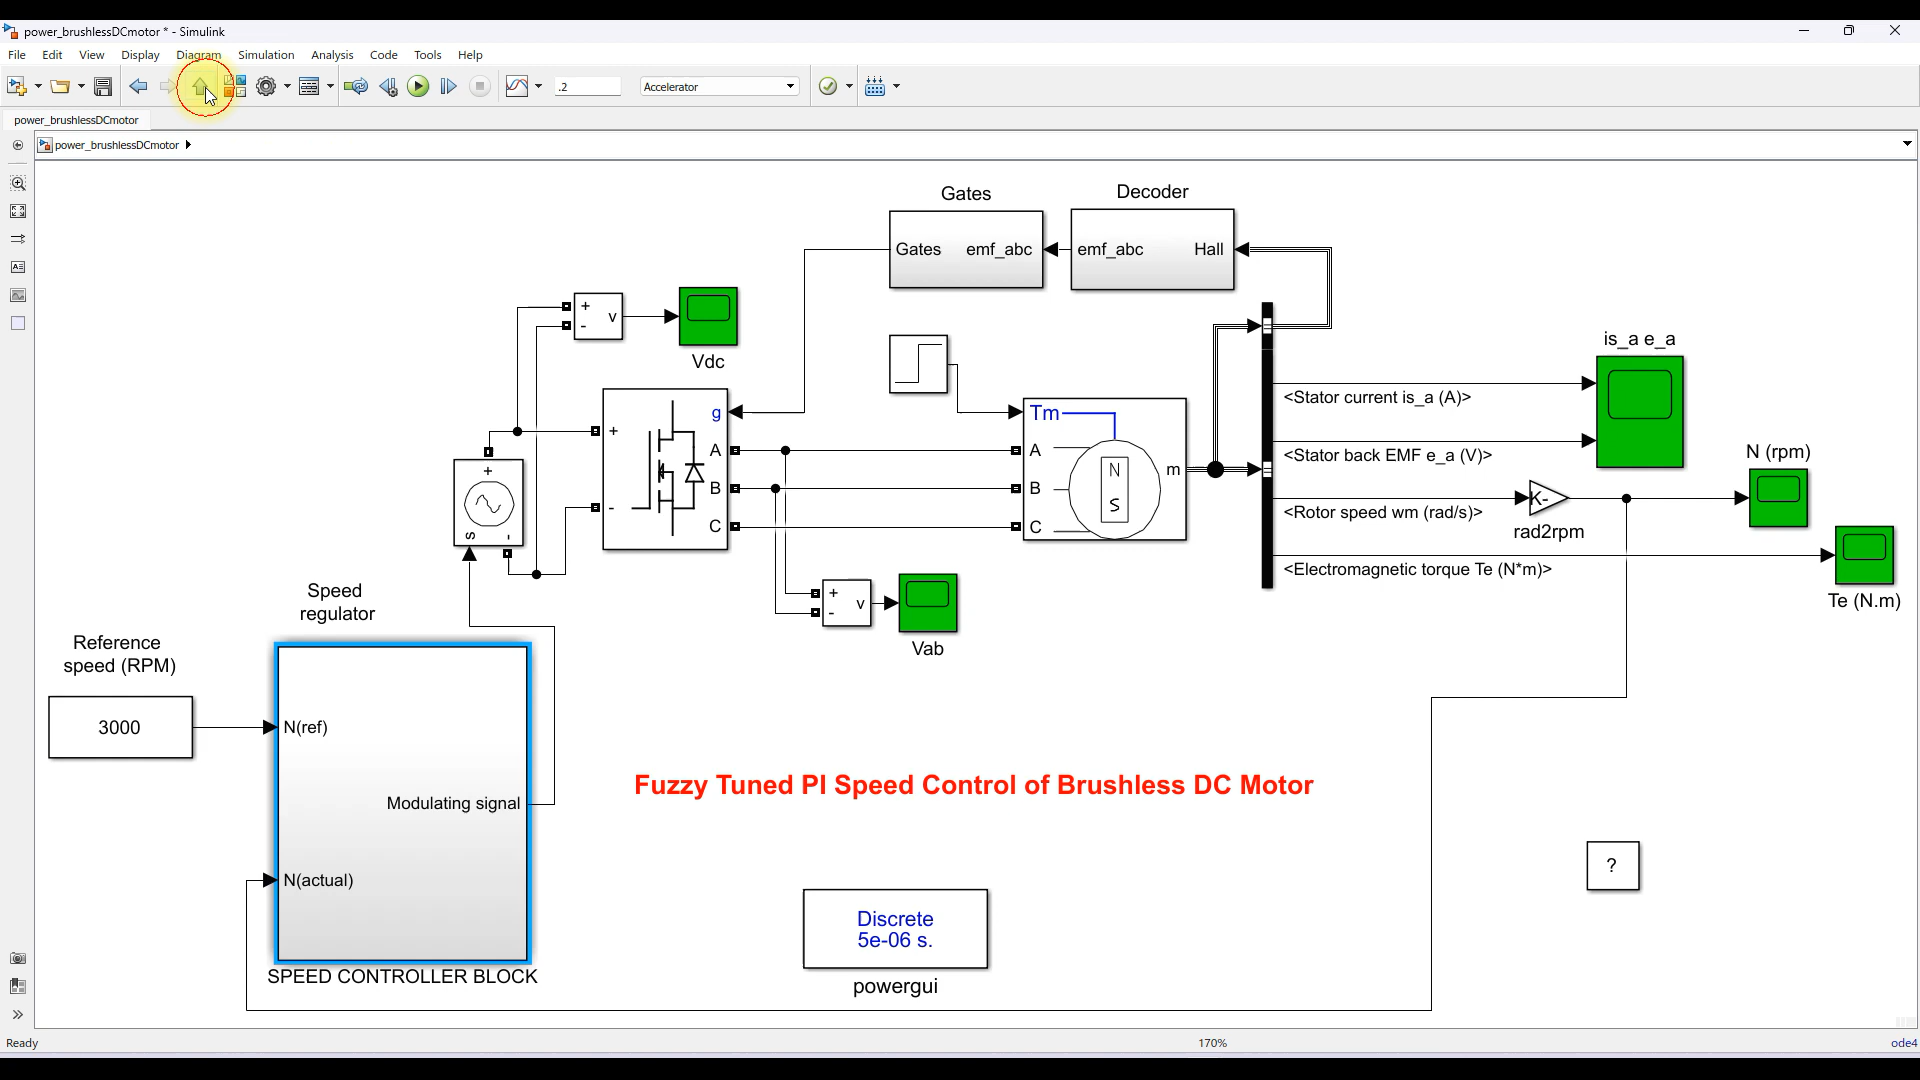 power_brushlessDCmotor * - Simulink
File Edit View Display Diagram Simulation Analysis Code Tools Help
.2
Accelerator
power_brushlessDCmotor
power_brushlessDCmotor
Gates
Decoder
Gates emf_abc
emf_abc Hall
+
-
v
Vdc
is_a e_a
g
A
B
C
+
-
+
s
-
Tm
A
B
C
N
S
m
<Stator current is_a (A)>
<Stator back EMF e_a (V)>
<Rotor speed wm (rad/s)>
<Electromagnetic torque Te (N*m)>
K-
rad2rpm
N (rpm)
Te (N.m)
+
-
v
Vab
Speed
regulator
Reference
speed (RPM)
3000
N(ref)
Modulating signal
N(actual)
SPEED CONTROLLER BLOCK
Fuzzy Tuned PI Speed Control of Brushless DC Motor
?
Discrete
5e-06 s.
powergui
Ready
170%
ode4